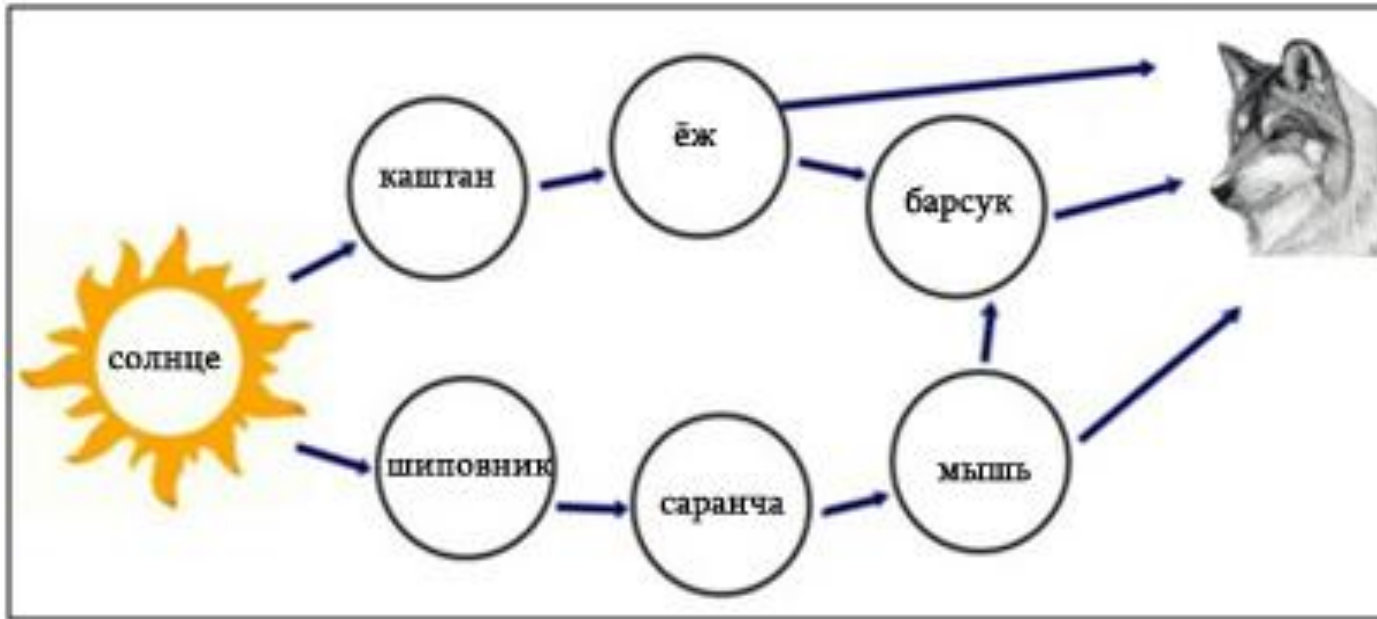 ёж
каштан
барсук
солнце
шиповник
мышь
саранча